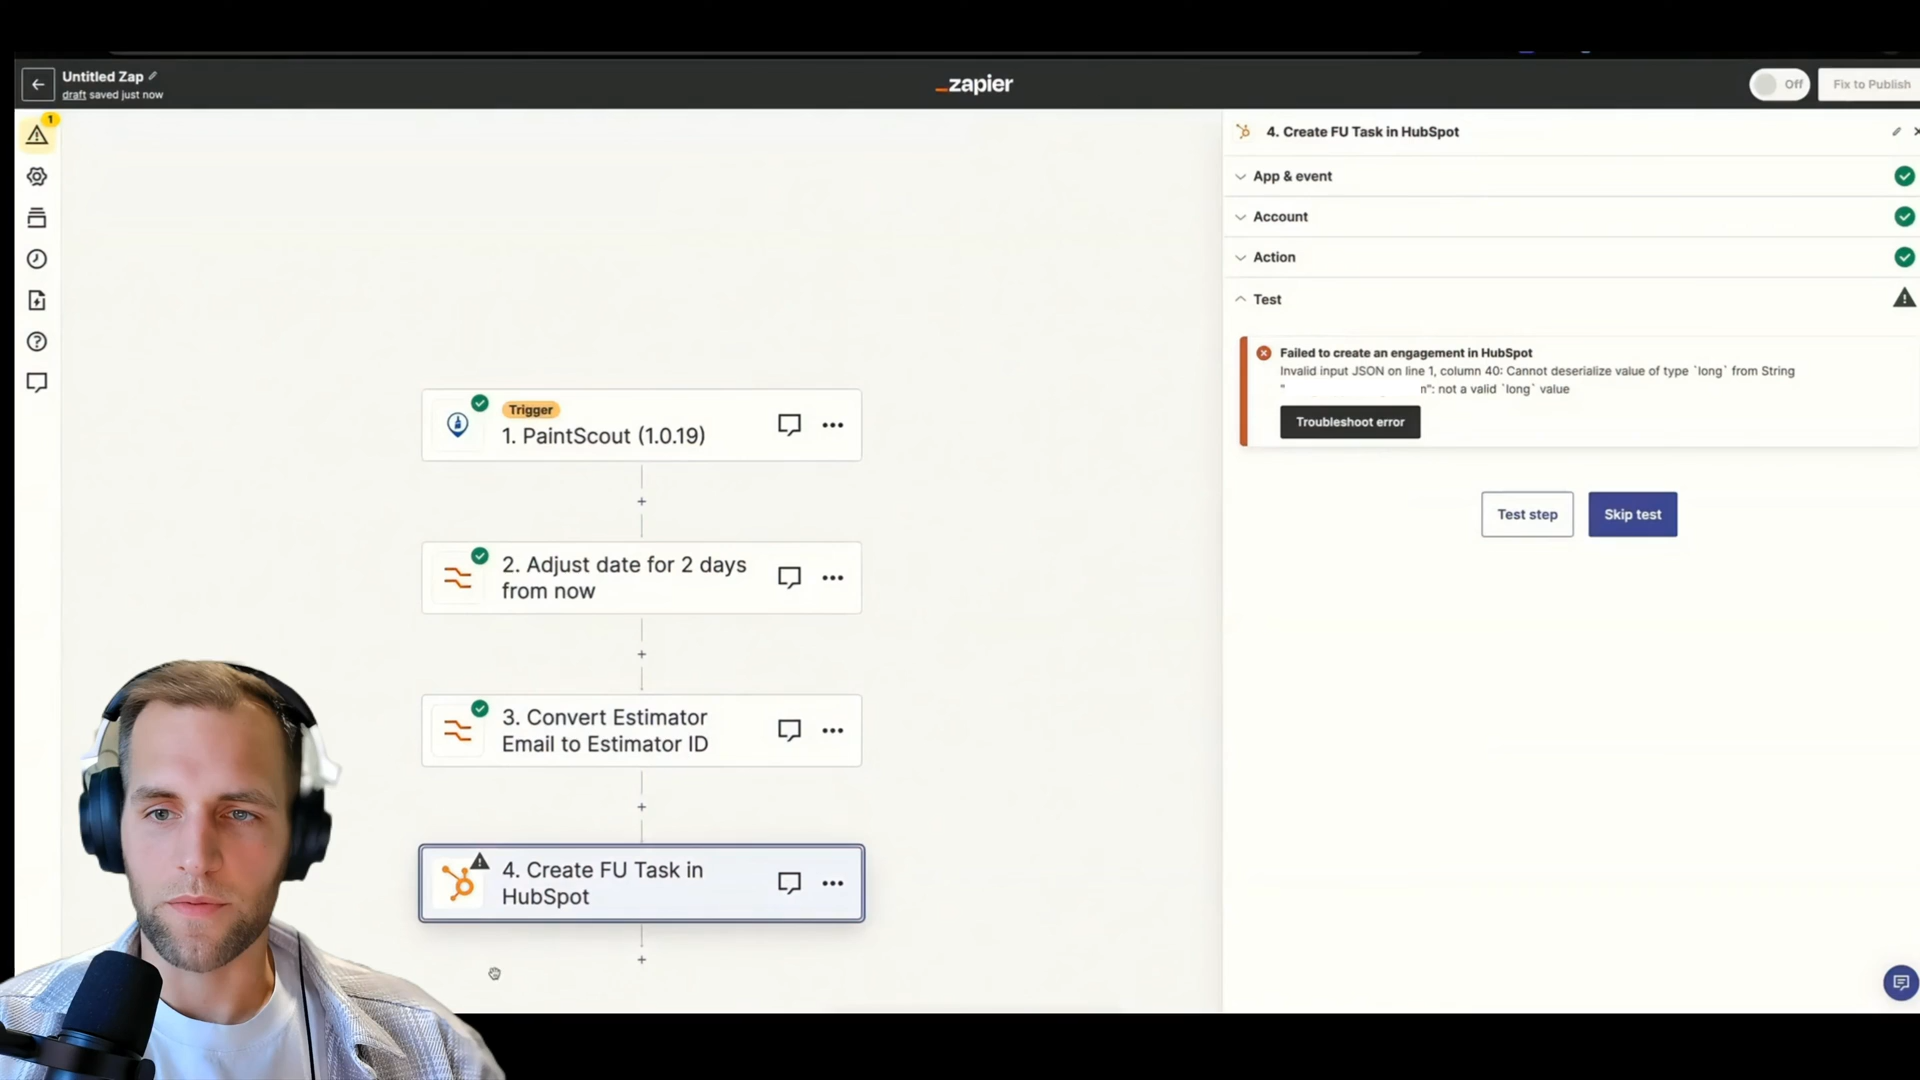 Untitled Zap
draft saved just now
zapier
Off
Fix to Publish
1
4. Create FU Task in HubSpot
App & event
Account
Action
Test
Failed to create an engagement in HubSpot
Invalid input JSON on line 1, column 40: Cannot deserialize value of type `long` from String
" n": not a valid `long` value
Troubleshoot error
Test step
Skip test
Trigger
1. PaintScout (1.0.19)
2. Adjust date for 2 days
from now
3. Convert Estimator
Email to Estimator ID
4. Create FU Task in
HubSpot